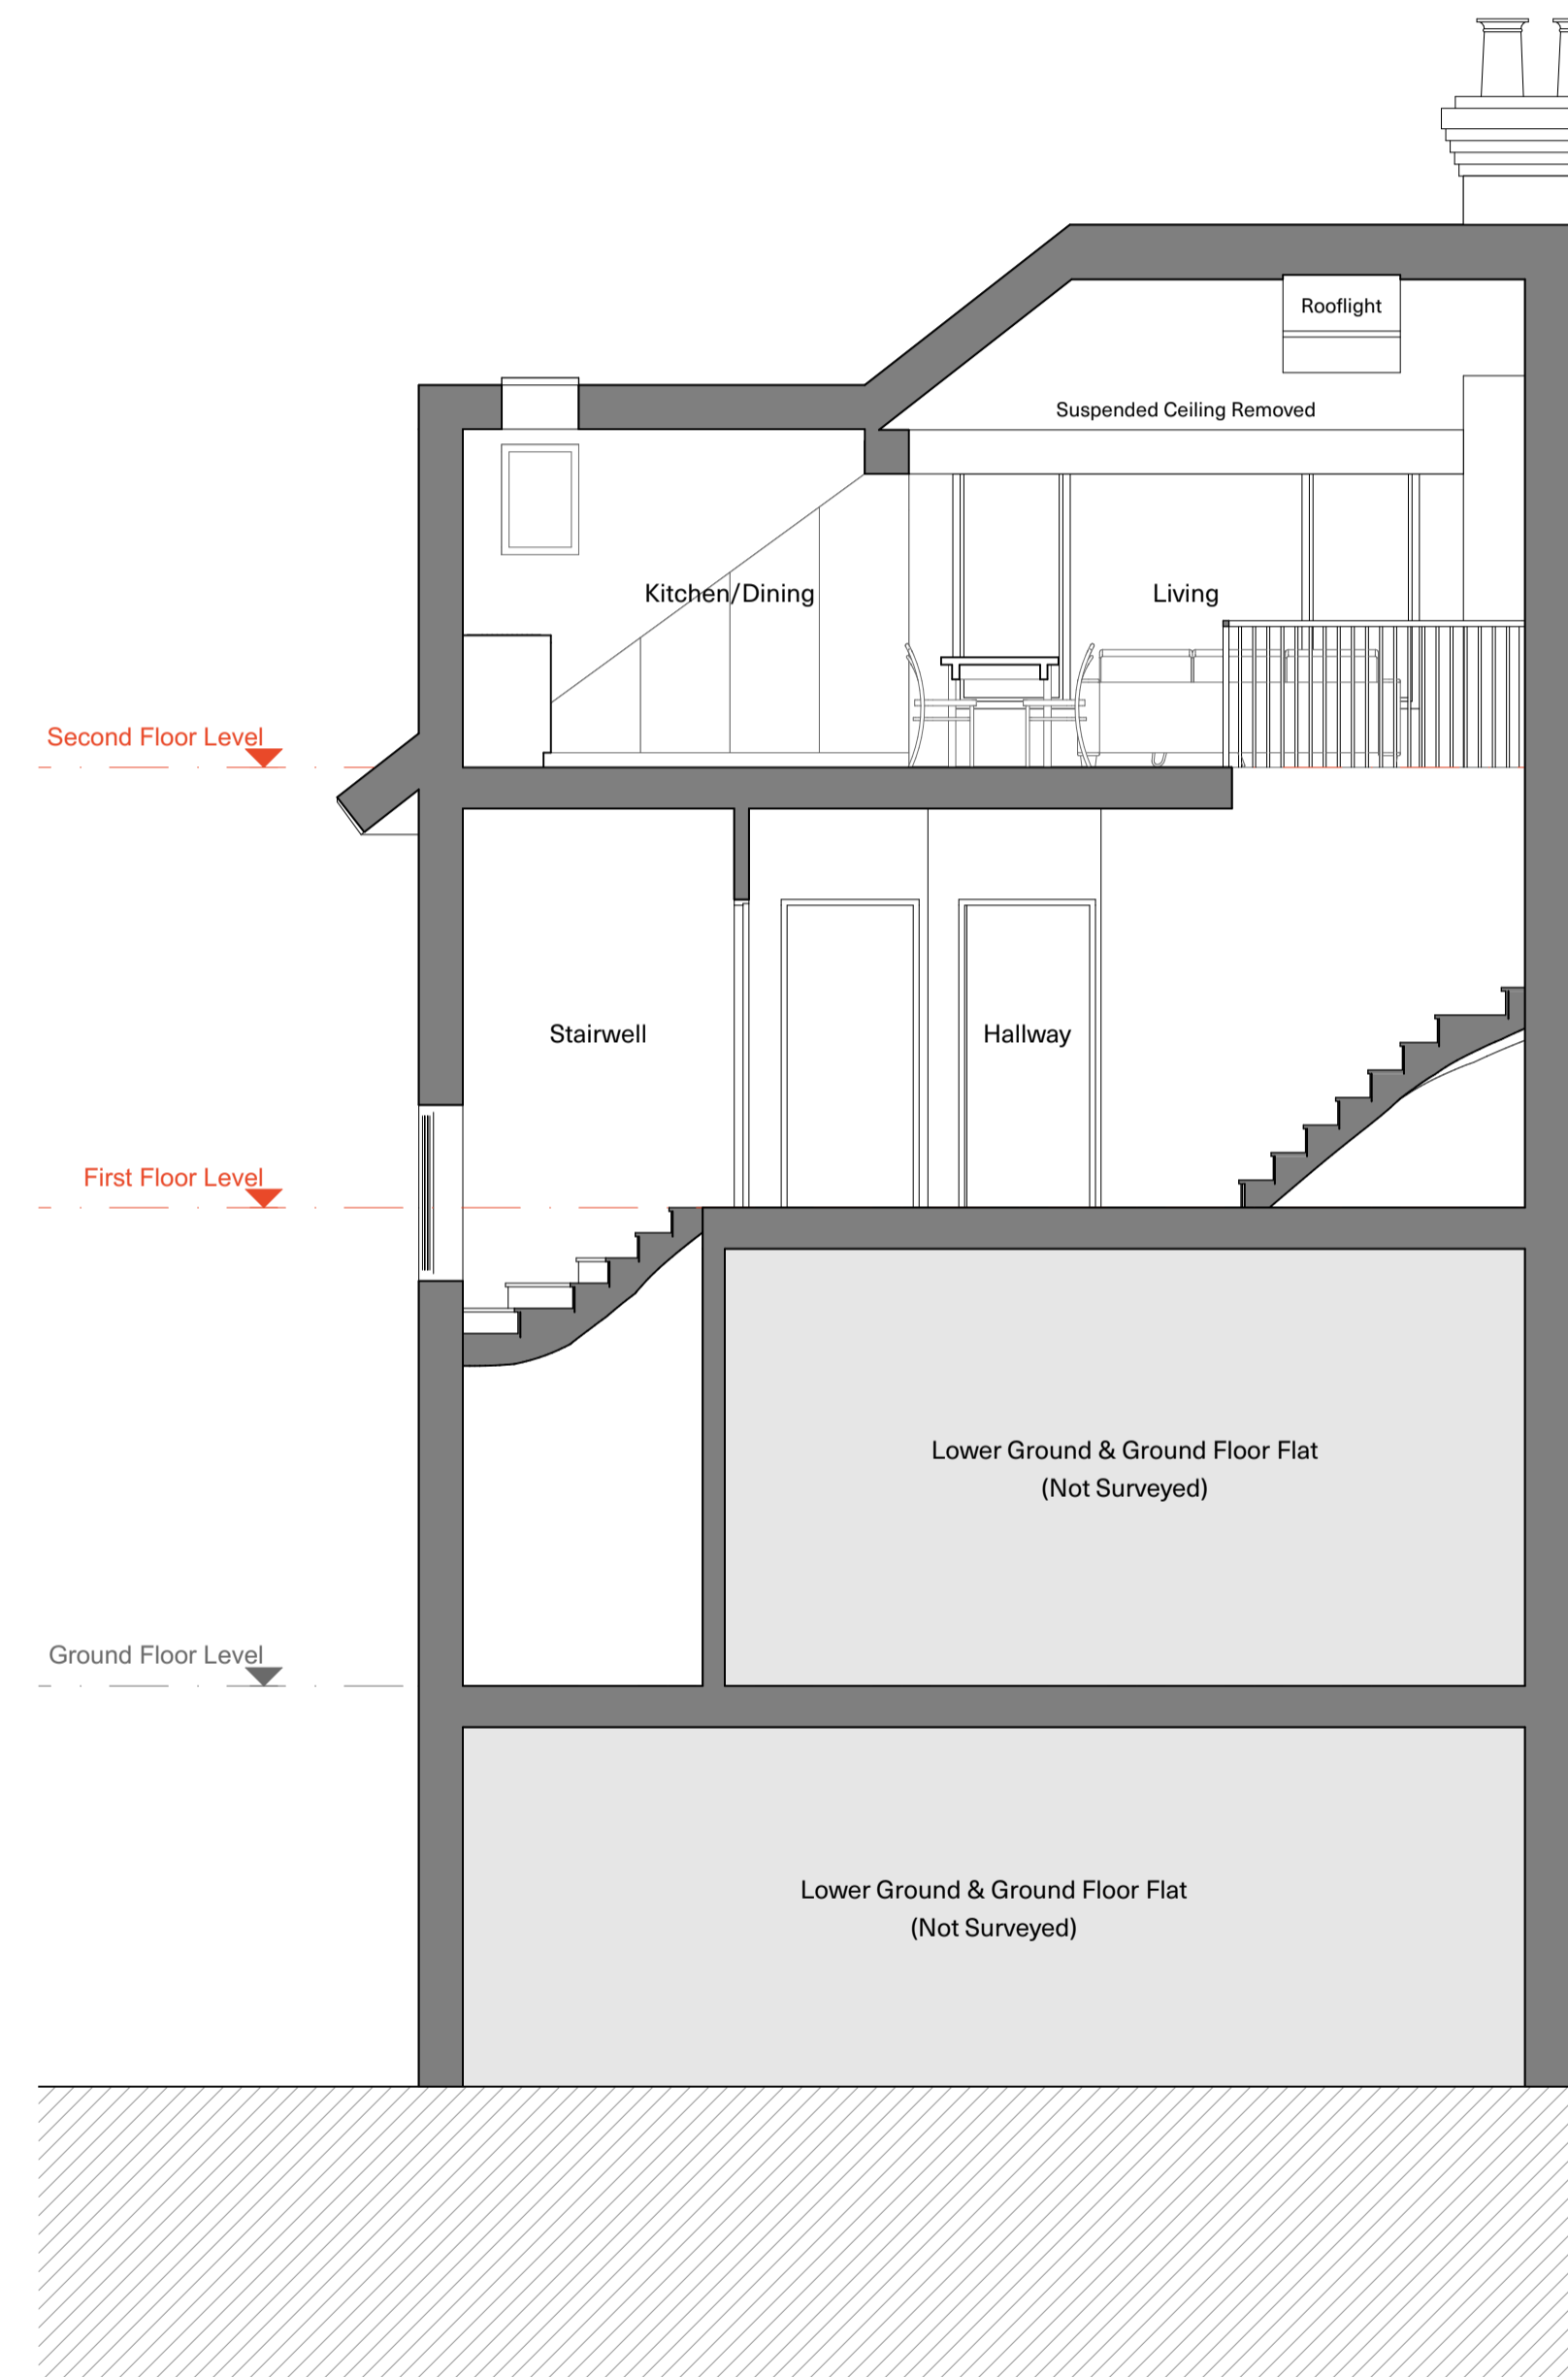 Rooflight
Suspended Ceiling Removed
Kitchen/Dining
Living
Second Floor Level
Stairwell
Hallway
First Floor Level
Lower Ground & Ground Floor Flat
(Not Surveyed)
Ground Floor Level
Lower Ground & Ground Floor Flat
(Not Surveyed)